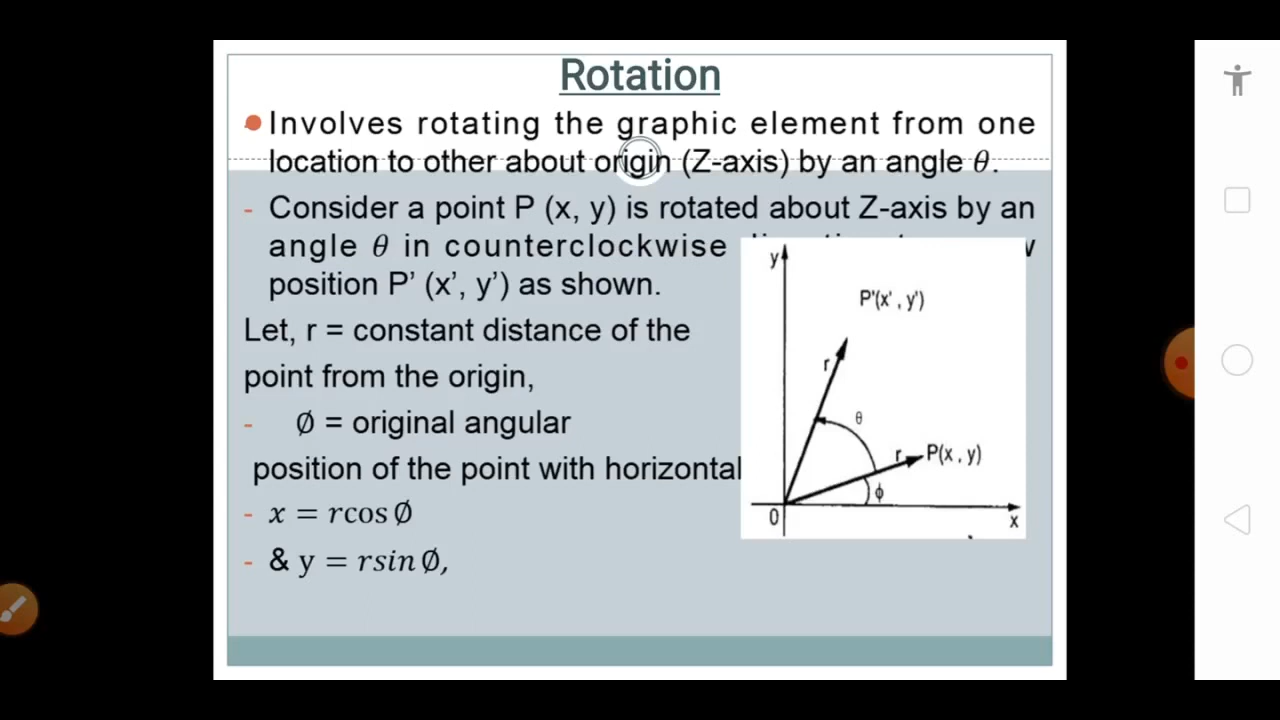 Rotation
Involves rotating the graphic element from one
location to other about origin (Z-axis) by an angle θ.
- Consider a point P (x, y) is rotated about Z-axis by an
angle θ in counterclockwise
position P’ (x’, y’) as shown.
Let, r = constant distance of the
point from the origin,
- ∅ = original angular
position of the point with horizontal
- x = rcos ∅
- & y = rsin ∅,
y
P'(x' , y')
r
θ
r
P(x , y)
ϕ
0
x